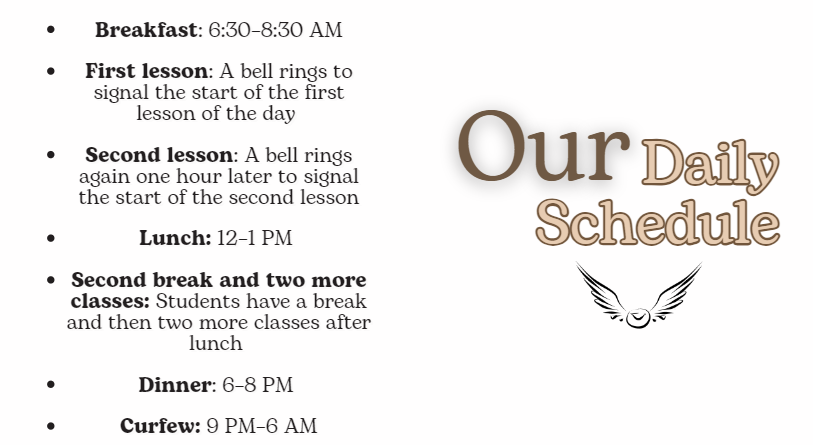 • Breakfast: 6:30–8:30 AM
• First lesson: A bell rings to
signal the start of the first
lesson of the day
• Second lesson: A bell rings
again one hour later to signal
the start of the second lesson
• Lunch: 12–1 PM
• Second break and two more
classes: Students have a break
and then two more classes after
lunch
• Dinner: 6–8 PM
• Curfew: 9 PM–6 AM
Our Daily
Schedule